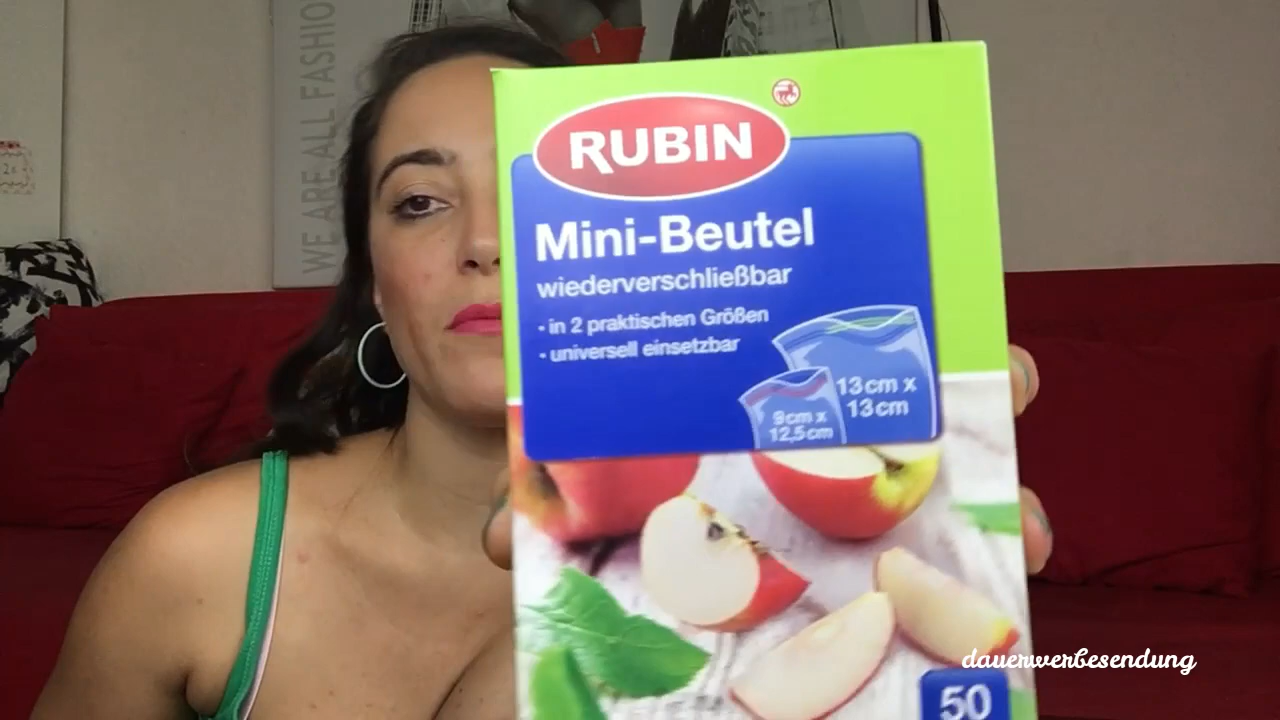 WE ARE ALL FASHIO
RUBIN
Mini-Beutel
wiederverschließbar
· in 2 praktischen Größen
· universell einsetzbar
13cm x
13cm
9cm x
12,5cm
50
dauerwerbesendung